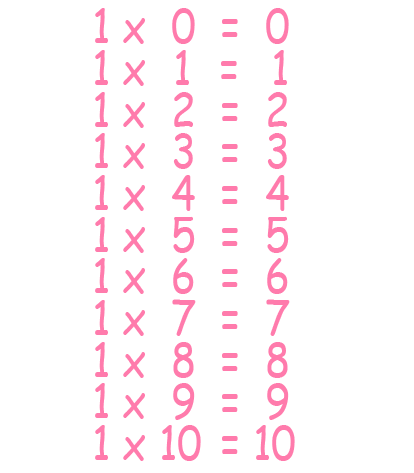 1 x 0 = 0
1 x 1 = 1
1 x 2 = 2
1 x 3 = 3
1 x 4 = 4
1 x 5 = 5
1 x 6 = 6
1 x 7 = 7
1 x 8 = 8
1 x 9 = 9
1 x 10 = 10